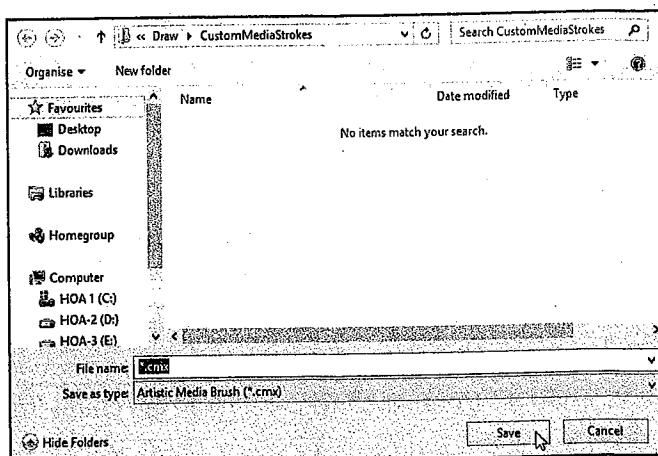 « Draw ▸ CustomMediaStrokes Search CustomMediaStrokes
Organise ▾ New folder
Name Date modified Type
No items match your search.
Favourites
Desktop
Downloads
Libraries
Homegroup
Computer
HOA 1 (C:)
HOA-2 (D:)
HOA-3 (E:)
File name: *.cmx
Save as type: Artistic Media Brush (*.cmx)
Hide Folders Save Cancel